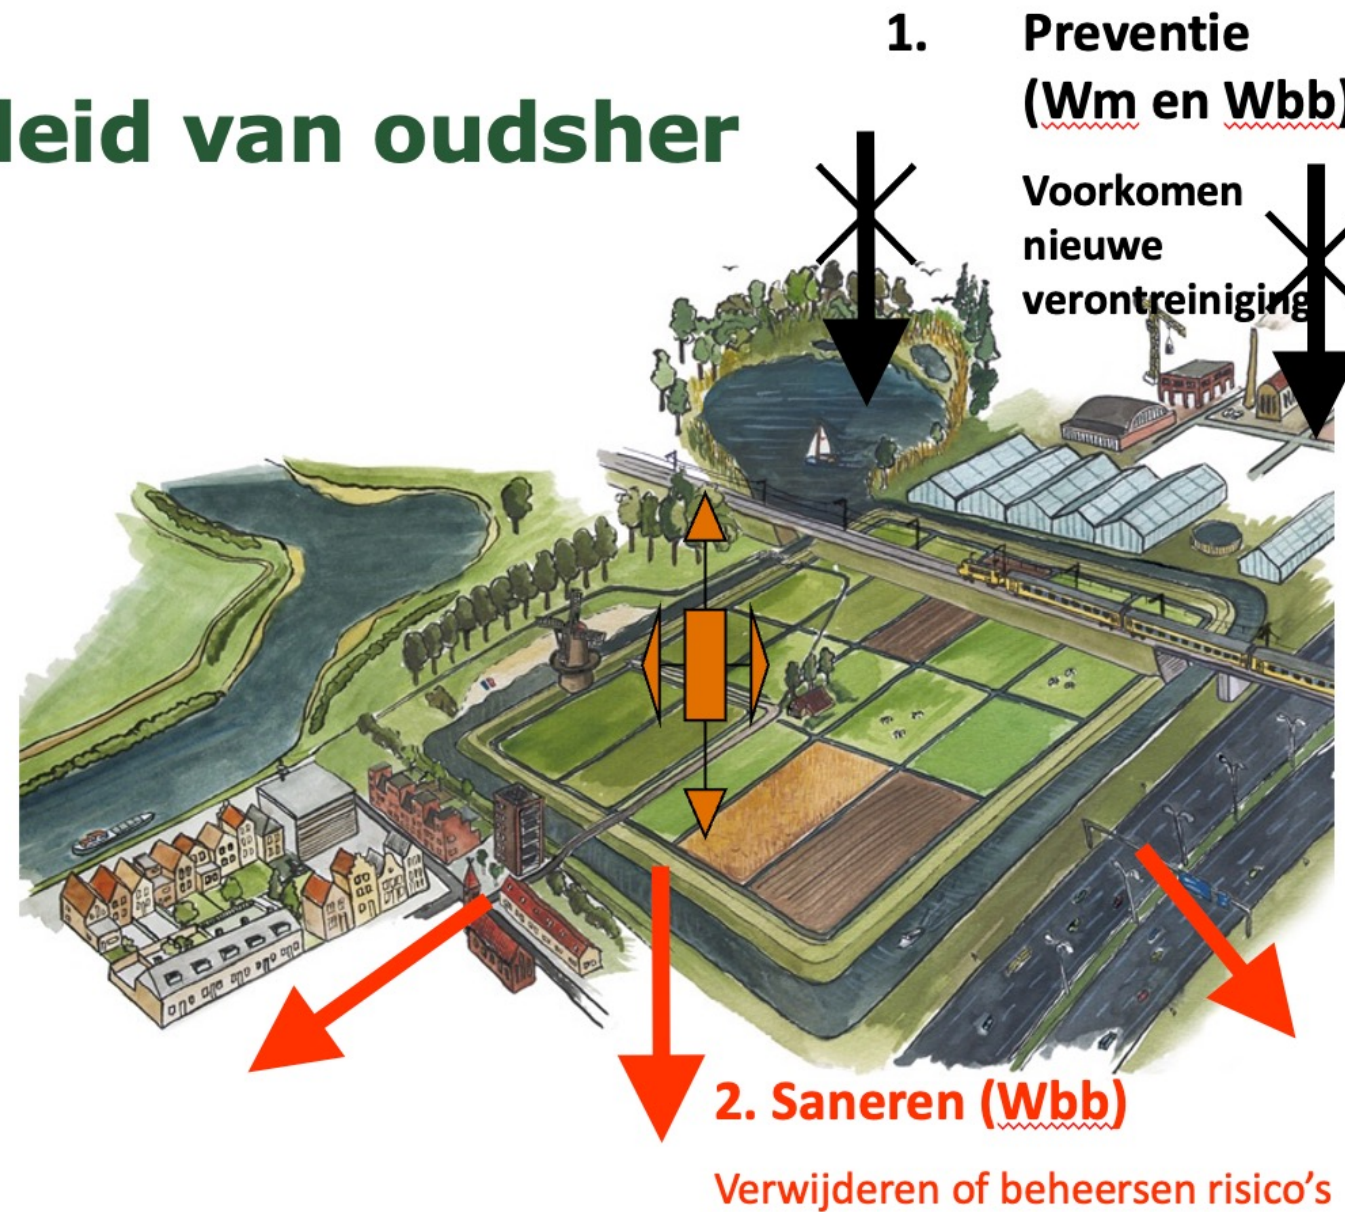 1. Preventie
(Wm en Wbb)
leid van oudsher
Voorkomen
nieuwe
verontreiniging
2. Saneren (Wbb)
Verwijderen of beheersen risico's